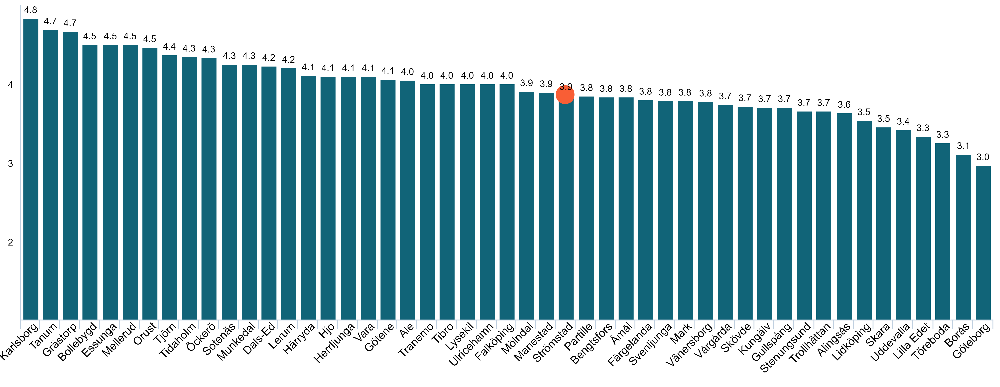 4.8 4.7 4.7 4.5 4.5 4.5 4.5 4.4 4.3 4.3 4.3 4.3 4.2 4.2 4.1 4.1 4.1 4.1 4.1 4.0 4.0 4.0 4.0 4.0 4.0 3.9 3.9 3.9 3.8 3.8 3.8 3.8 3.8 3.8 3.8 3.7 3.7 3.7 3.7 3.7 3.7 3.6 3.5 3.5 3.4 3.3 3.3 3.1 3.0
4
3
2
Karlsborg
Tanum
Grästorp
Bollebygd
Essunga
Mellerud
Orust
Tjörn
Tidaholm
Öckerö
Sotenäs
Munkedal
Dals-Ed
Lerum
Härryda
Hjo
Herrljunga
Vara
Götene
Ale
Tranemo
Tibro
Lysekil
Ulricehamn
Falköping
Mölndal
Mariestad
Strömstad
Partille
Bengtsfors
Åmål
Färgelanda
Svenljunga
Mark
Vänersborg
Vårgårda
Skövde
Kungälv
Gullspång
Stenungsund
Trollhättan
Alingsås
Lidköping
Skara
Uddevalla
Lilla Edet
Töreboda
Borås
Göteborg